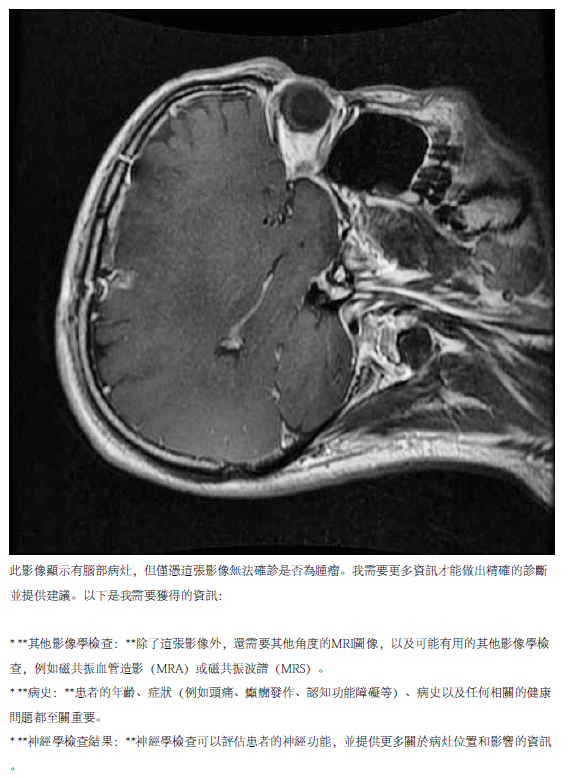 此影像顯示有腦部病灶，但僅憑這張影像無法確診是否為腫瘤。我需要更多資訊才能做出精確的診斷
並提供建議。以下是我需要獲得的資訊：
* **其他影像學檢查：**除了這張影像外，還需要其他角度的MRI圖像，以及可能有用的其他影像學檢
查，例如磁共振血管造影（MRA）或磁共振波譜（MRS）。
* **病史：**患者的年齡、症狀（例如頭痛、癲癇發作、認知功能障礙等）、病史以及任何相關的健康
問題都至關重要。
* **神經學檢查結果：**神經學檢查可以評估患者的神經功能，並提供更多關於病灶位置和影響的資訊
。